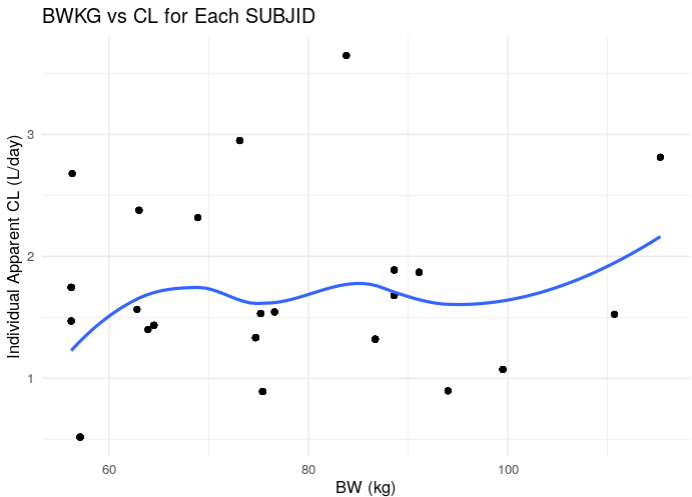 BWKG vs CL for Each SUBJID
Individual Apparent CL (L/day)
3
2
1
60 80 100
BW (kg)